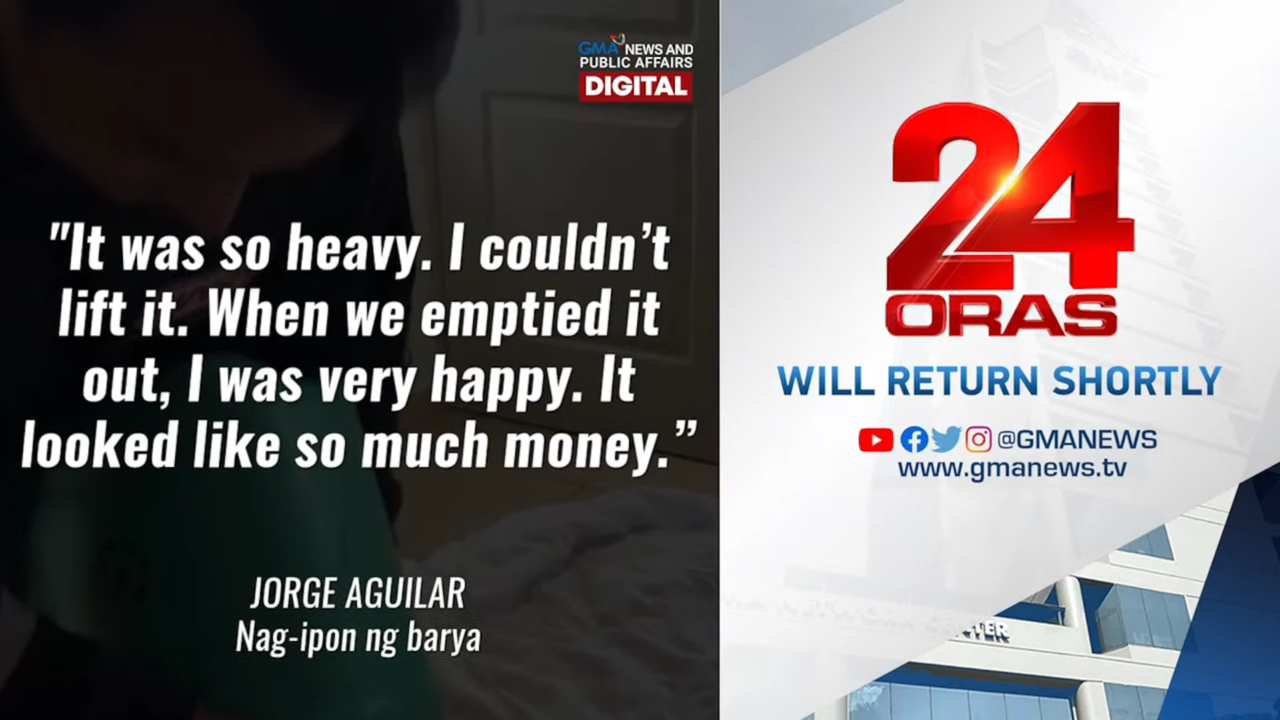 GMA NEWS AND
PUBLIC AFFAIRS
DIGITAL
"It was so heavy. I couldn’t
lift it. When we emptied it
out, I was very happy. It
looked like so much money.”
JORGE AGUILAR
Nag-ipon ng barya
24
ORAS
WILL RETURN SHORTLY
@GMANEWS
www.gmanews.tv